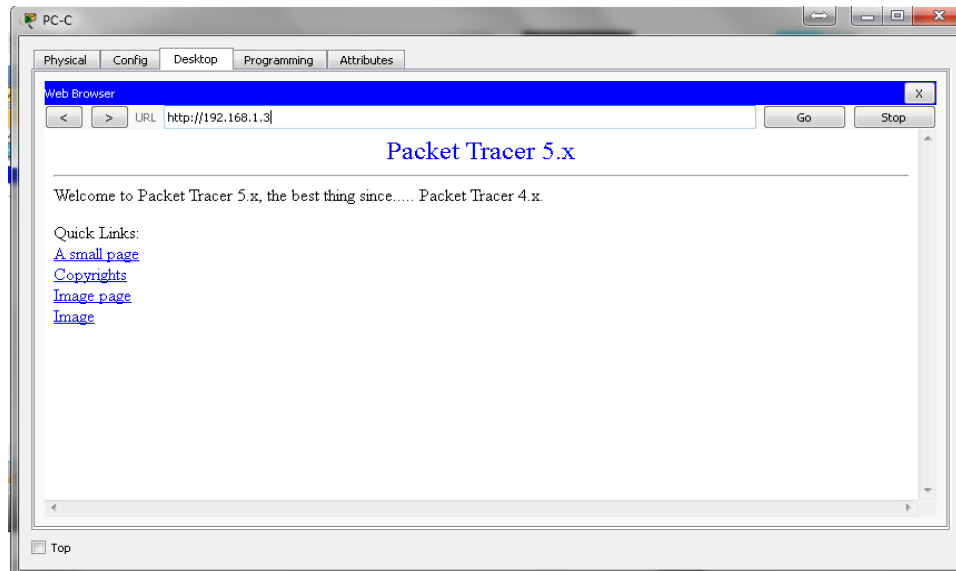 PC-C
Physical Config Desktop Programming Attributes
Web Browser X
< > URL http://192.168.1.3 Go Stop
Packet Tracer 5.x
Welcome to Packet Tracer 5.x, the best thing since..... Packet Tracer 4.x.
Quick Links:
A small page
Copyrights
Image page
Image
Top